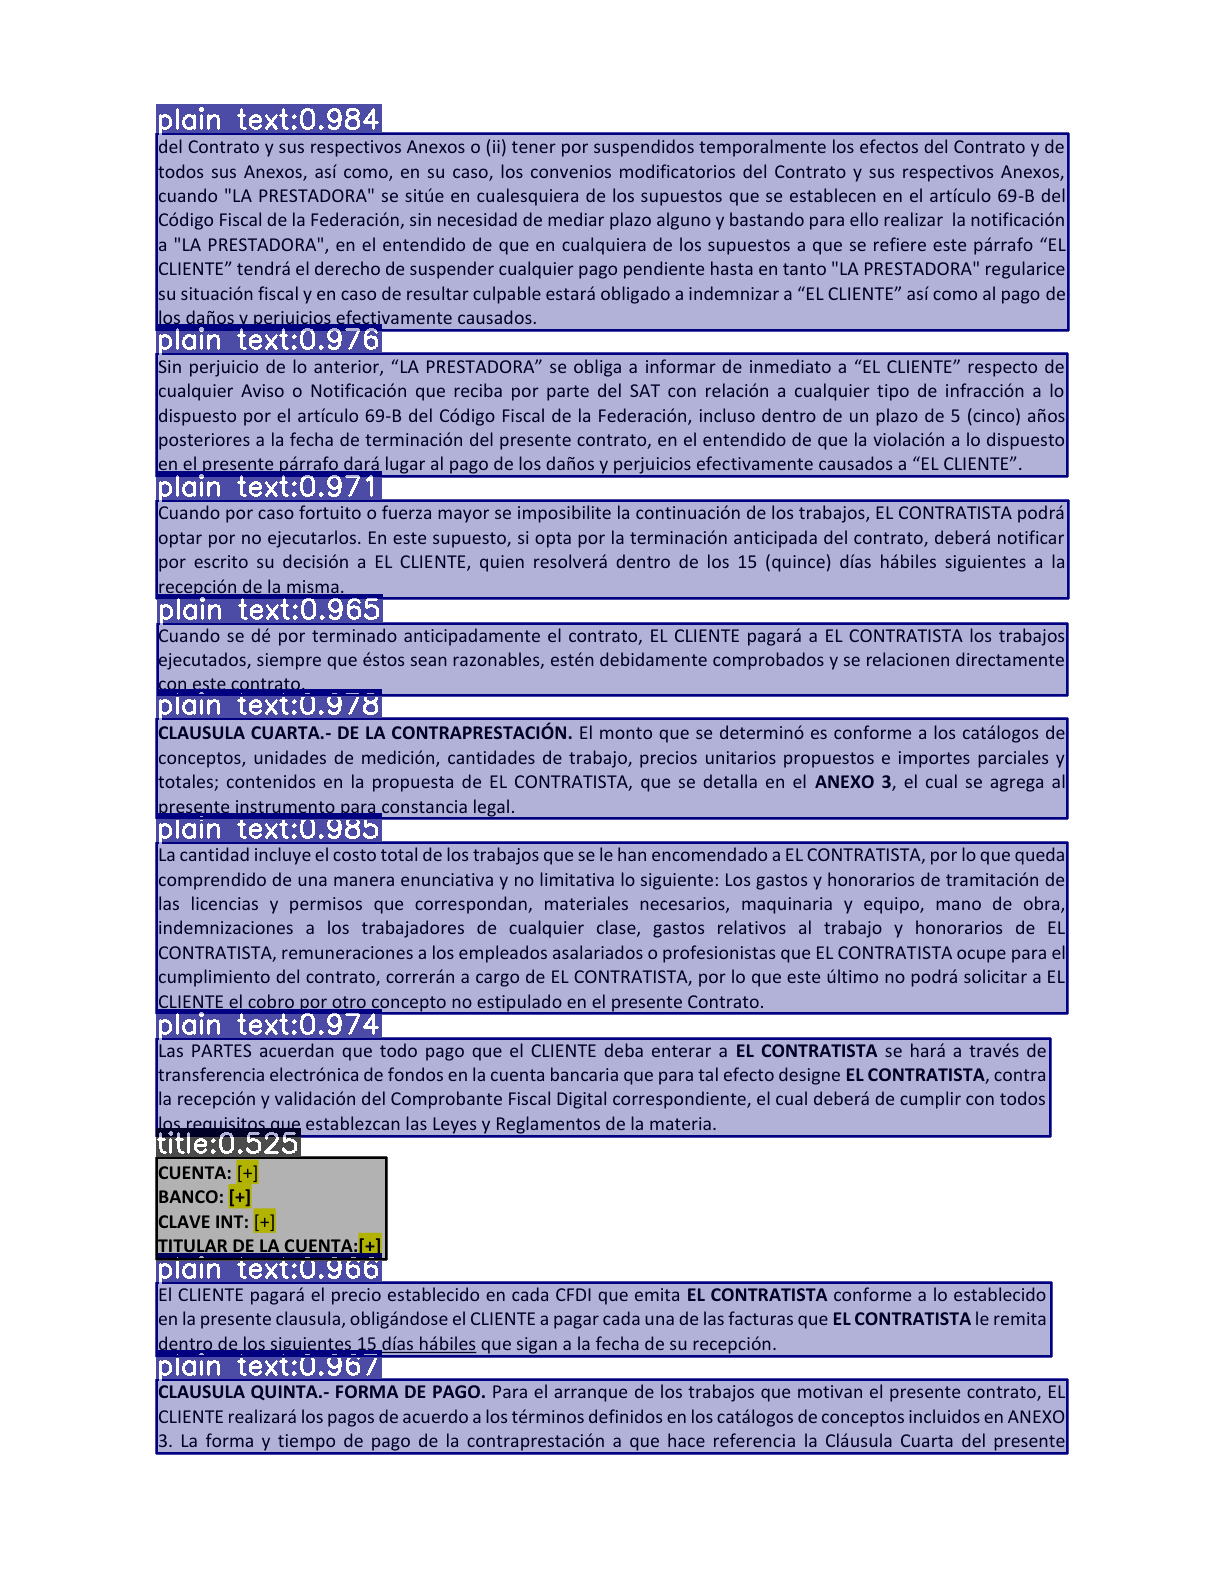 plain text:0.984
del Contrato y sus respectivos Anexos o (ii) tener por suspendidos temporalmente los efectos del Contrato y de
todos sus Anexos, así como, en su caso, los convenios modificatorios del Contrato y sus respectivos Anexos,
cuando "LA PRESTADORA" se sitúe en cualesquiera de los supuestos que se establecen en el artículo 69-B del
Código Fiscal de la Federación, sin necesidad de mediar plazo alguno y bastando para ello realizar la notificación
a "LA PRESTADORA", en el entendido de que en cualquiera de los supuestos a que se refiere este párrafo “EL
CLIENTE” tendrá el derecho de suspender cualquier pago pendiente hasta en tanto "LA PRESTADORA" regularice
su situación fiscal y en caso de resultar culpable estará obligado a indemnizar a “EL CLIENTE” así como al pago de
los daños y perjuicios efectivamente causados.
plain text:0.976
Sin perjuicio de lo anterior, “LA PRESTADORA” se obliga a informar de inmediato a “EL CLIENTE” respecto de
cualquier Aviso o Notificación que reciba por parte del SAT con relación a cualquier tipo de infracción a lo
dispuesto por el artículo 69-B del Código Fiscal de la Federación, incluso dentro de un plazo de 5 (cinco) años
posteriores a la fecha de terminación del presente contrato, en el entendido de que la violación a lo dispuesto
en el presente párrafo dará lugar al pago de los daños y perjuicios efectivamente causados a “EL CLIENTE”.
plain text:0.971
Cuando por caso fortuito o fuerza mayor se imposibilite la continuación de los trabajos, EL CONTRATISTA podrá
optar por no ejecutarlos. En este supuesto, si opta por la terminación anticipada del contrato, deberá notificar
por escrito su decisión a EL CLIENTE, quien resolverá dentro de los 15 (quince) días hábiles siguientes a la
recepción de la misma.
plain text:0.965
Cuando se dé por terminado anticipadamente el contrato, EL CLIENTE pagará a EL CONTRATISTA los trabajos
ejecutados, siempre que éstos sean razonables, estén debidamente comprobados y se relacionen directamente
con este contrato.
plain text:0.978
CLAUSULA CUARTA.- DE LA CONTRAPRESTACIÓN. El monto que se determinó es conforme a los catálogos de
conceptos, unidades de medición, cantidades de trabajo, precios unitarios propuestos e importes parciales y
totales; contenidos en la propuesta de EL CONTRATISTA, que se detalla en el ANEXO 3, el cual se agrega al
presente instrumento para constancia legal.
plain text:0.985
La cantidad incluye el costo total de los trabajos que se le han encomendado a EL CONTRATISTA, por lo que queda
comprendido de una manera enunciativa y no limitativa lo siguiente: Los gastos y honorarios de tramitación de
las licencias y permisos que correspondan, materiales necesarios, maquinaria y equipo, mano de obra,
indemnizaciones a los trabajadores de cualquier clase, gastos relativos al trabajo y honorarios de EL
CONTRATISTA, remuneraciones a los empleados asalariados o profesionistas que EL CONTRATISTA ocupe para el
cumplimiento del contrato, correrán a cargo de EL CONTRATISTA, por lo que este último no podrá solicitar a EL
CLIENTE el cobro por otro concepto no estipulado en el presente Contrato.
plain text:0.974
Las PARTES acuerdan que todo pago que el CLIENTE deba enterar a EL CONTRATISTA se hará a través de
transferencia electrónica de fondos en la cuenta bancaria que para tal efecto designe EL CONTRATISTA, contra
la recepción y validación del Comprobante Fiscal Digital correspondiente, el cual deberá de cumplir con todos
los requisitos que establezcan las Leyes y Reglamentos de la materia.
title:0.525
CUENTA: [+]
BANCO: [+]
CLAVE INT: [+]
TITULAR DE LA CUENTA:[+]
plain text:0.966
El CLIENTE pagará el precio establecido en cada CFDI que emita EL CONTRATISTA conforme a lo establecido
en la presente clausula, obligándose el CLIENTE a pagar cada una de las facturas que EL CONTRATISTA le remita
dentro de los siguientes 15 días hábiles que sigan a la fecha de su recepción.
plain text:0.967
CLAUSULA QUINTA.- FORMA DE PAGO. Para el arranque de los trabajos que motivan el presente contrato, EL
CLIENTE realizará los pagos de acuerdo a los términos definidos en los catálogos de conceptos incluidos en ANEXO
3. La forma y tiempo de pago de la contraprestación a que hace referencia la Cláusula Cuarta del presente